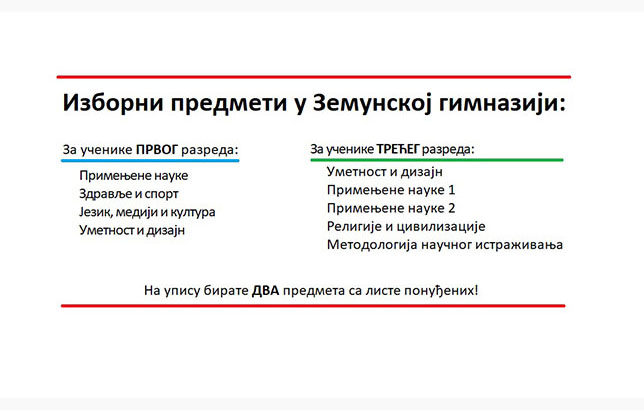 Изборни предмети у Земунској гимназији:
За ученике ПРВОГ разреда:
Примењене науке
Здравље и спорт
Језик, медији и култура
Уметност и дизајн
За ученике ТРЕЋЕГ разреда:
Уметност и дизајн
Примењене науке 1
Примењене науке 2
Религије и цивилизације
Методологија научног истраживања
На упису бирате ДВА предмета са листе понуђених!